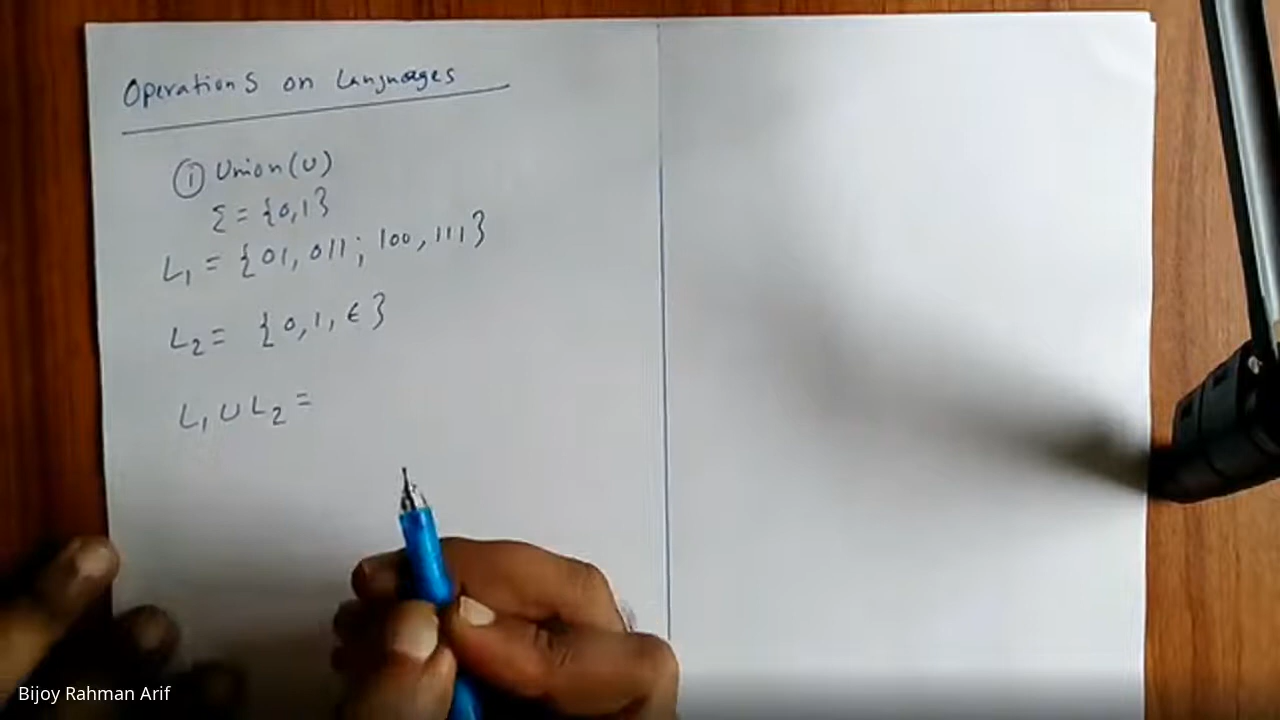 Operations on Languages
① Union(∪)
Σ = {0,1}
L₁ = {01, 011, 100, 111}
L₂ = {0, 1, ϵ}
L₁ ∪ L₂ =
Bijoy Rahman Arif